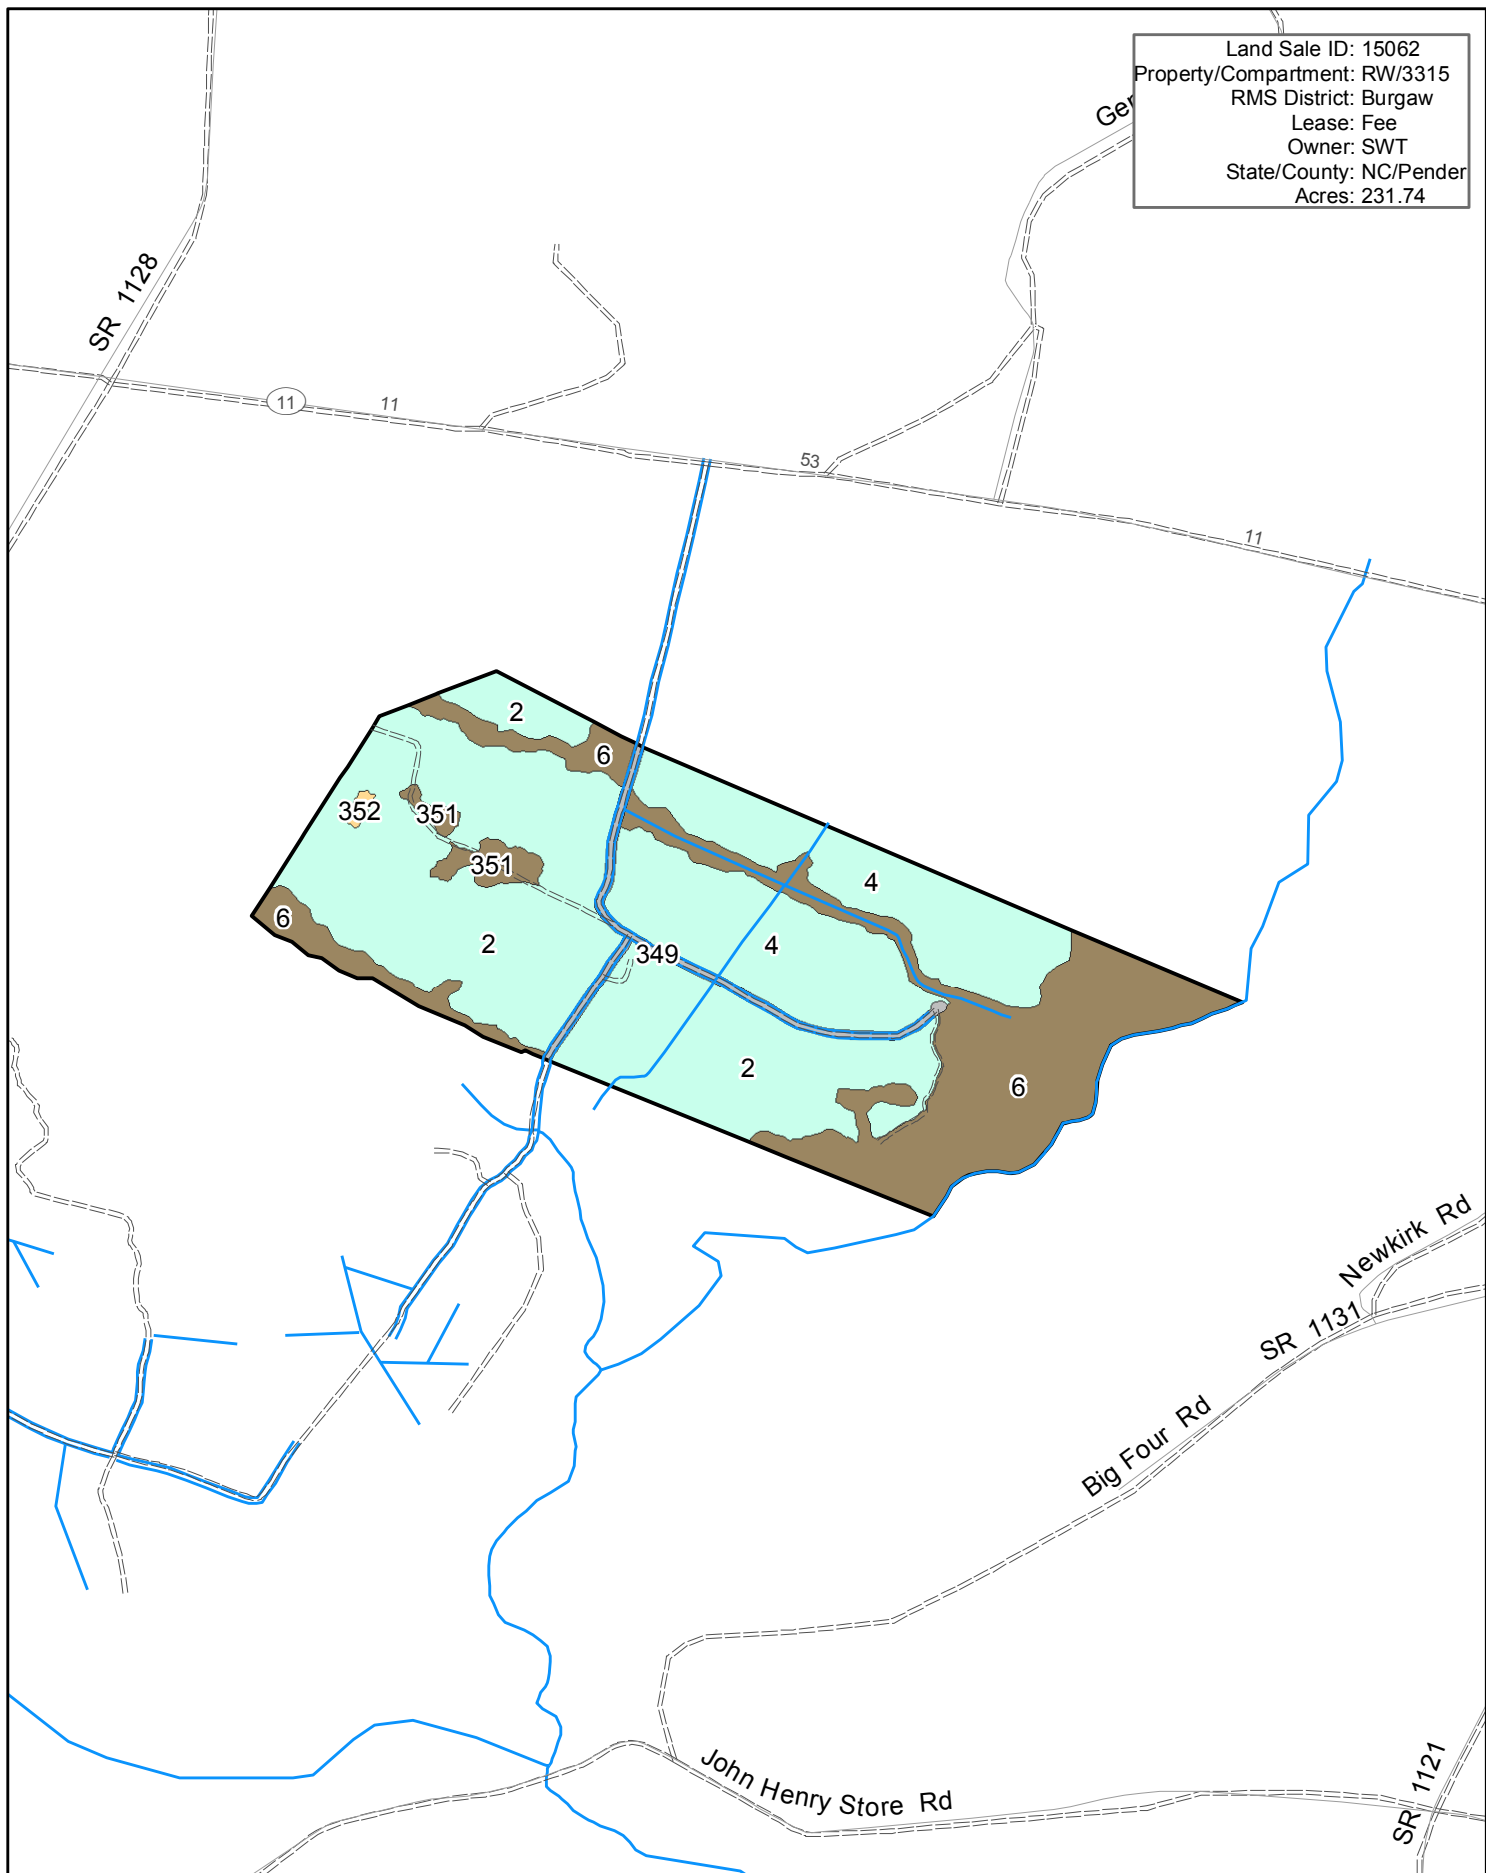 Land Sale ID: 15062
Property/Compartment: RW/3315
RMS District: Burgaw
Lease: Fee
Owner: SWT
State/County: NC/Pender
Acres: 231.74
SR 1128
11
11
53
11
2
6
352
351
351
4
6
2
349
4
2
6
Newkirk Rd
SR 1131
Big Four Rd
John Henry Store Rd
SR 1121